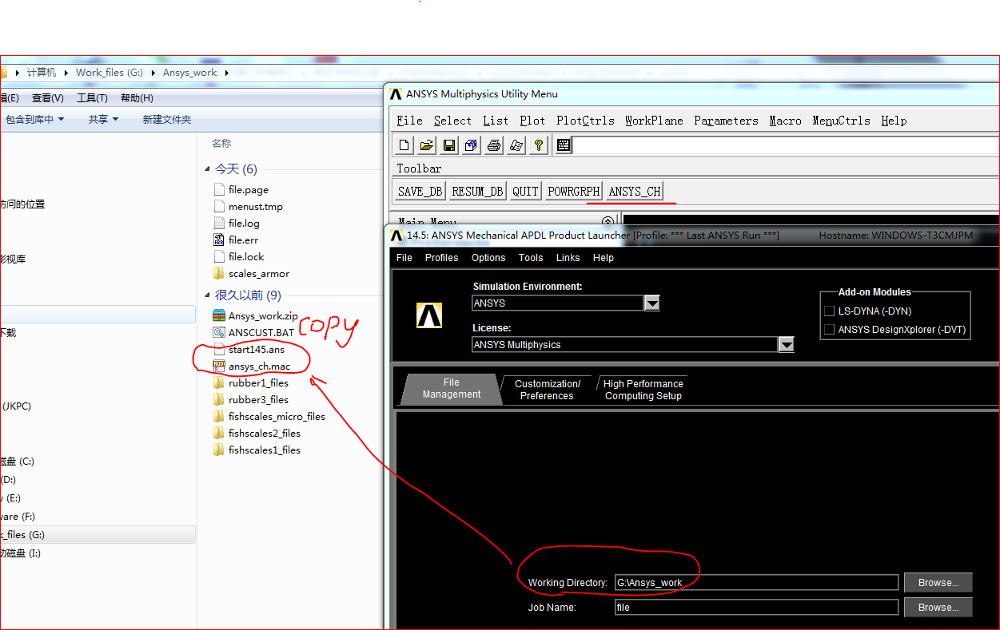 计算机 Work_files (G:) Ansys_work
辑(E) 查看(V) 工具(T) 帮助(H)
包含到库中 共享 新建文件夹
访问的位置
影视库
下载
(JKPC)
磁盘 (C:)
(D:)
y (E:)
ware (F:)
k_files (G:)
动磁盘 (I:)
名称
今天 (6)
file.page
menust.tmp
file.log
file.err
file.lock
scales_armor
很久以前 (9)
Ansys_work.zip
ANSCUST.BAT
copy
start145.ans
ansys_ch.mac
rubber1_files
rubber3_files
fishscales_micro_files
fishscales2_files
fishscales1_files
ANSYS Multiphysics Utility Menu
File Select List Plot PlotCtrls WorkPlane Parameters Macro MenuCtrls Help
Toolbar
SAVE_DB RESUM_DB QUIT POWRGRPH ANSYS_CH
Main Menu
14.5: ANSYS Mechanical APDL Product Launcher [Profile: *** Last ANSYS Run ***] Hostname: WINDOWS-T3CMJPM
File Profiles Options Tools Links Help
Simulation Environment:
ANSYS
License:
ANSYS Multiphysics
Add-on Modules
LS-DYNA (-DYN)
ANSYS DesignXplorer (-DVT)
File
Management
Customization/
Preferences
High Performance
Computing Setup
Working Directory: G:\Ansys_work Browse...
Job Name: file Browse...